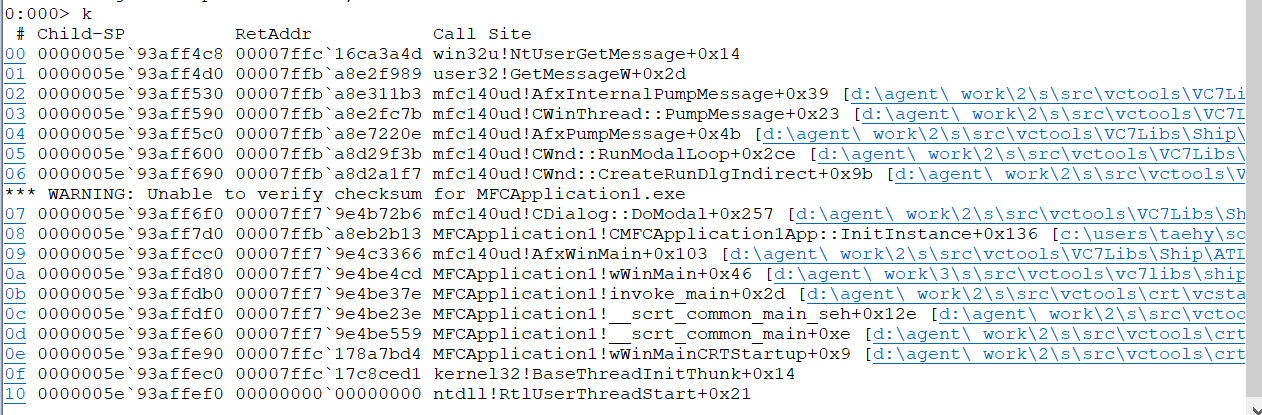 0:000> k
 # Child-SP          RetAddr           Call Site
00 0000005e`93aff4c8 00007ffc`16ca3a4d win32u!NtUserGetMessage+0x14
01 0000005e`93aff4d0 00007ffb`a8e2f989 user32!GetMessageW+0x2d
02 0000005e`93aff530 00007ffb`a8e311b3 mfc140ud!AfxInternalPumpMessage+0x39 [d:\agent\_work\2\s\src\vctools\VC7Li
03 0000005e`93aff590 00007ffb`a8e2fc7b mfc140ud!CWinThread::PumpMessage+0x23 [d:\agent\_work\2\s\src\vctools\VC7L
04 0000005e`93aff5c0 00007ffb`a8e7220e mfc140ud!AfxPumpMessage+0x4b [d:\agent\_work\2\s\src\vctools\VC7Libs\Ship\
05 0000005e`93aff600 00007ffb`a8d29f3b mfc140ud!CWnd::RunModalLoop+0x2ce [d:\agent\_work\2\s\src\vctools\VC7Libs\
06 0000005e`93aff690 00007ffb`a8d2a1f7 mfc140ud!CWnd::CreateRunDlgIndirect+0x9b [d:\agent\_work\2\s\src\vctools\V
*** WARNING: Unable to verify checksum for MFCApplication1.exe
07 0000005e`93aff6f0 00007ff7`9e4b72b6 mfc140ud!CDialog::DoModal+0x257 [d:\agent\_work\2\s\src\vctools\VC7Libs\Sh
08 0000005e`93aff7d0 00007ffb`a8eb2b13 MFCApplication1!CMFCApplication1App::InitInstance+0x136 [c:\users\taehy\so
09 0000005e`93affcc0 00007ff7`9e4c3366 mfc140ud!AfxWinMain+0x103 [d:\agent\_work\2\s\src\vctools\VC7Libs\Ship\ATL
0a 0000005e`93affd80 00007ff7`9e4be4cd MFCApplication1!wWinMain+0x46 [d:\agent\_work\3\s\src\vctools\vc7libs\ship
0b 0000005e`93affdb0 00007ff7`9e4be37e MFCApplication1!invoke_main+0x2d [d:\agent\_work\2\s\src\vctools\crt\vcsta
0c 0000005e`93affdf0 00007ff7`9e4be23e MFCApplication1!__scrt_common_main_seh+0x12e [d:\agent\_work\2\s\src\vctoo
0d 0000005e`93affe60 00007ff7`9e4be559 MFCApplication1!__scrt_common_main+0xe [d:\agent\_work\2\s\src\vctools\crt
0e 0000005e`93affe90 00007ffc`178a7bd4 MFCApplication1!wWinMainCRTStartup+0x9 [d:\agent\_work\2\s\src\vctools\crt
0f 0000005e`93affec0 00007ffc`17c8ced1 kernel32!BaseThreadInitThunk+0x14
10 0000005e`93affef0 00000000`00000000 ntdll!RtlUserThreadStart+0x21